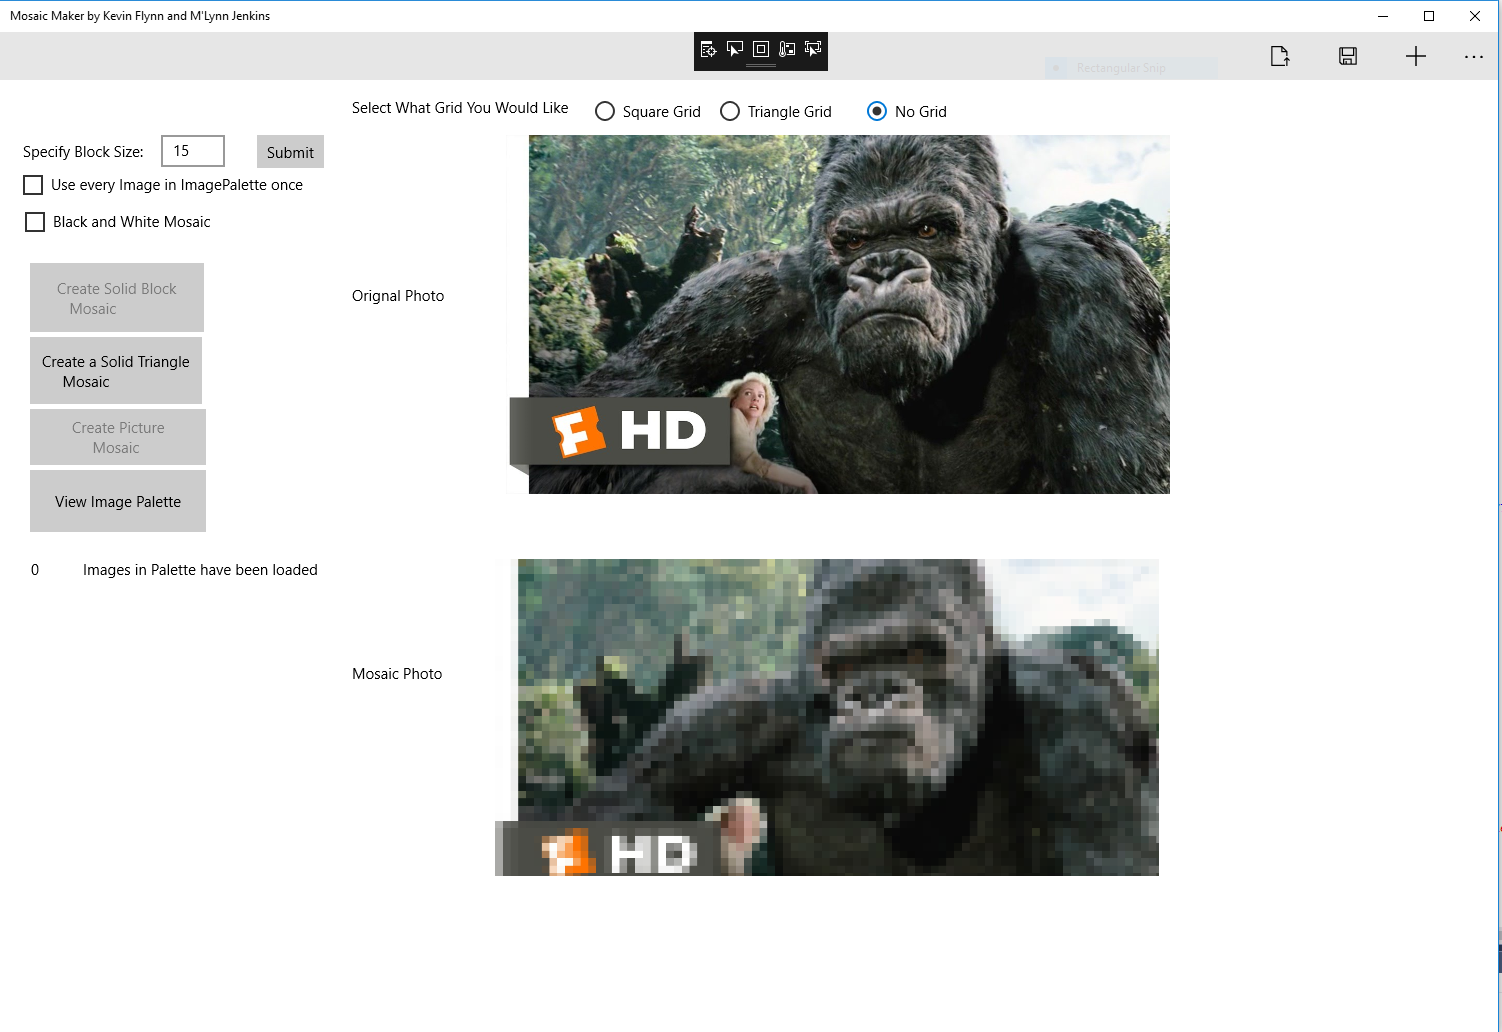 Mosaic Maker by Kevin Flynn and M'Lynn Jenkins
Rectangular Snip
Select What Grid You Would Like
Square Grid
Triangle Grid
No Grid
Specify Block Size:
15
Submit
Use every Image in ImagePalette once
Black and White Mosaic
Create Solid Block
Mosaic
Create a Solid Triangle
Mosaic
Create Picture
Mosaic
View Image Palette
0
Images in Palette have been loaded
Orignal Photo
F HD
Mosaic Photo
F HD